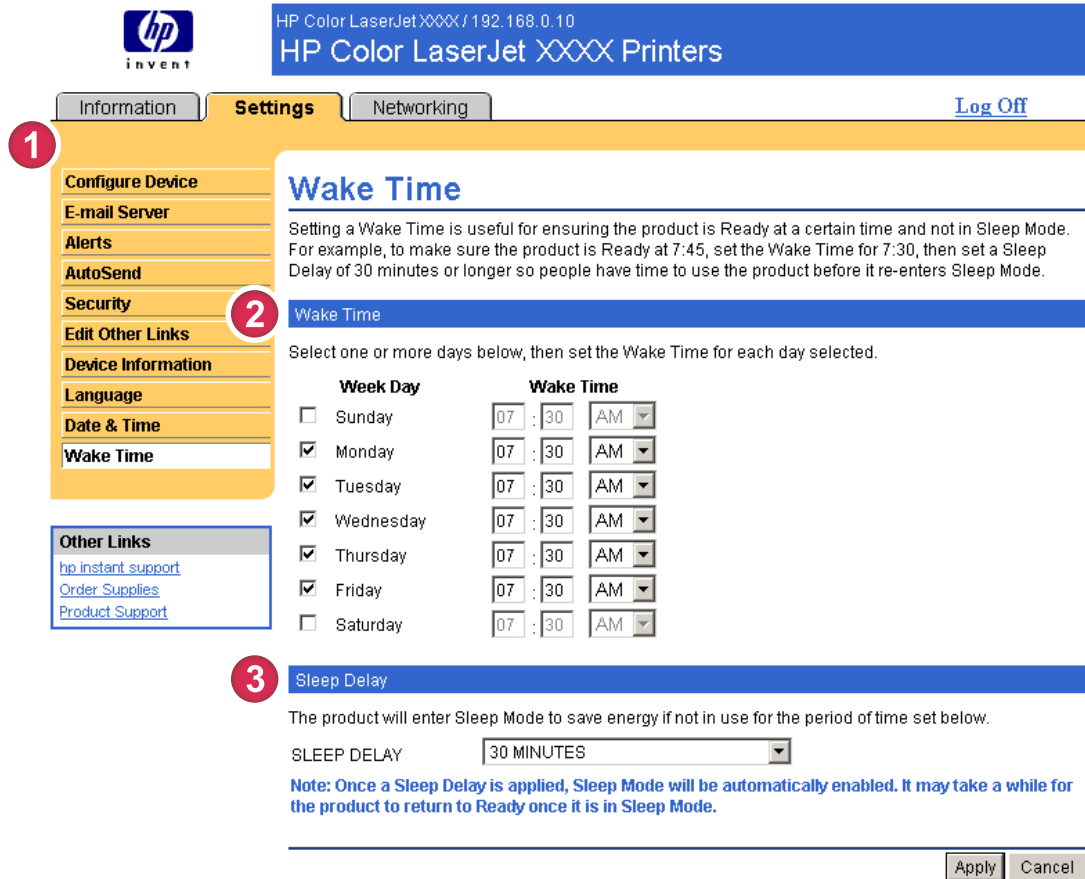 hp
invent
HP Color LaserJet XXXX / 192.168.0.10
HP Color LaserJet XXXX Printers
Information
Settings
Networking
Log Off
1
Configure Device
E-mail Server
Alerts
AutoSend
Security
Edit Other Links
Device Information
Language
Date & Time
Wake Time
Other Links
hp instant support
Order Supplies
Product Support
Wake Time
Setting a Wake Time is useful for ensuring the product is Ready at a certain time and not in Sleep Mode.
For example, to make sure the product is Ready at 7:45, set the Wake Time for 7:30, then set a Sleep
Delay of 30 minutes or longer so people have time to use the product before it re-enters Sleep Mode.
2
Wake Time
Select one or more days below, then set the Wake Time for each day selected.
Week Day Wake Time
Sunday 07 : 30 AM
Monday 07 : 30 AM
Tuesday 07 : 30 AM
Wednesday 07 : 30 AM
Thursday 07 : 30 AM
Friday 07 : 30 AM
Saturday 07 : 30 AM
3
Sleep Delay
The product will enter Sleep Mode to save energy if not in use for the period of time set below.
SLEEP DELAY 30 MINUTES
Note: Once a Sleep Delay is applied, Sleep Mode will be automatically enabled. It may take a while for
the product to return to Ready once it is in Sleep Mode.
Apply Cancel